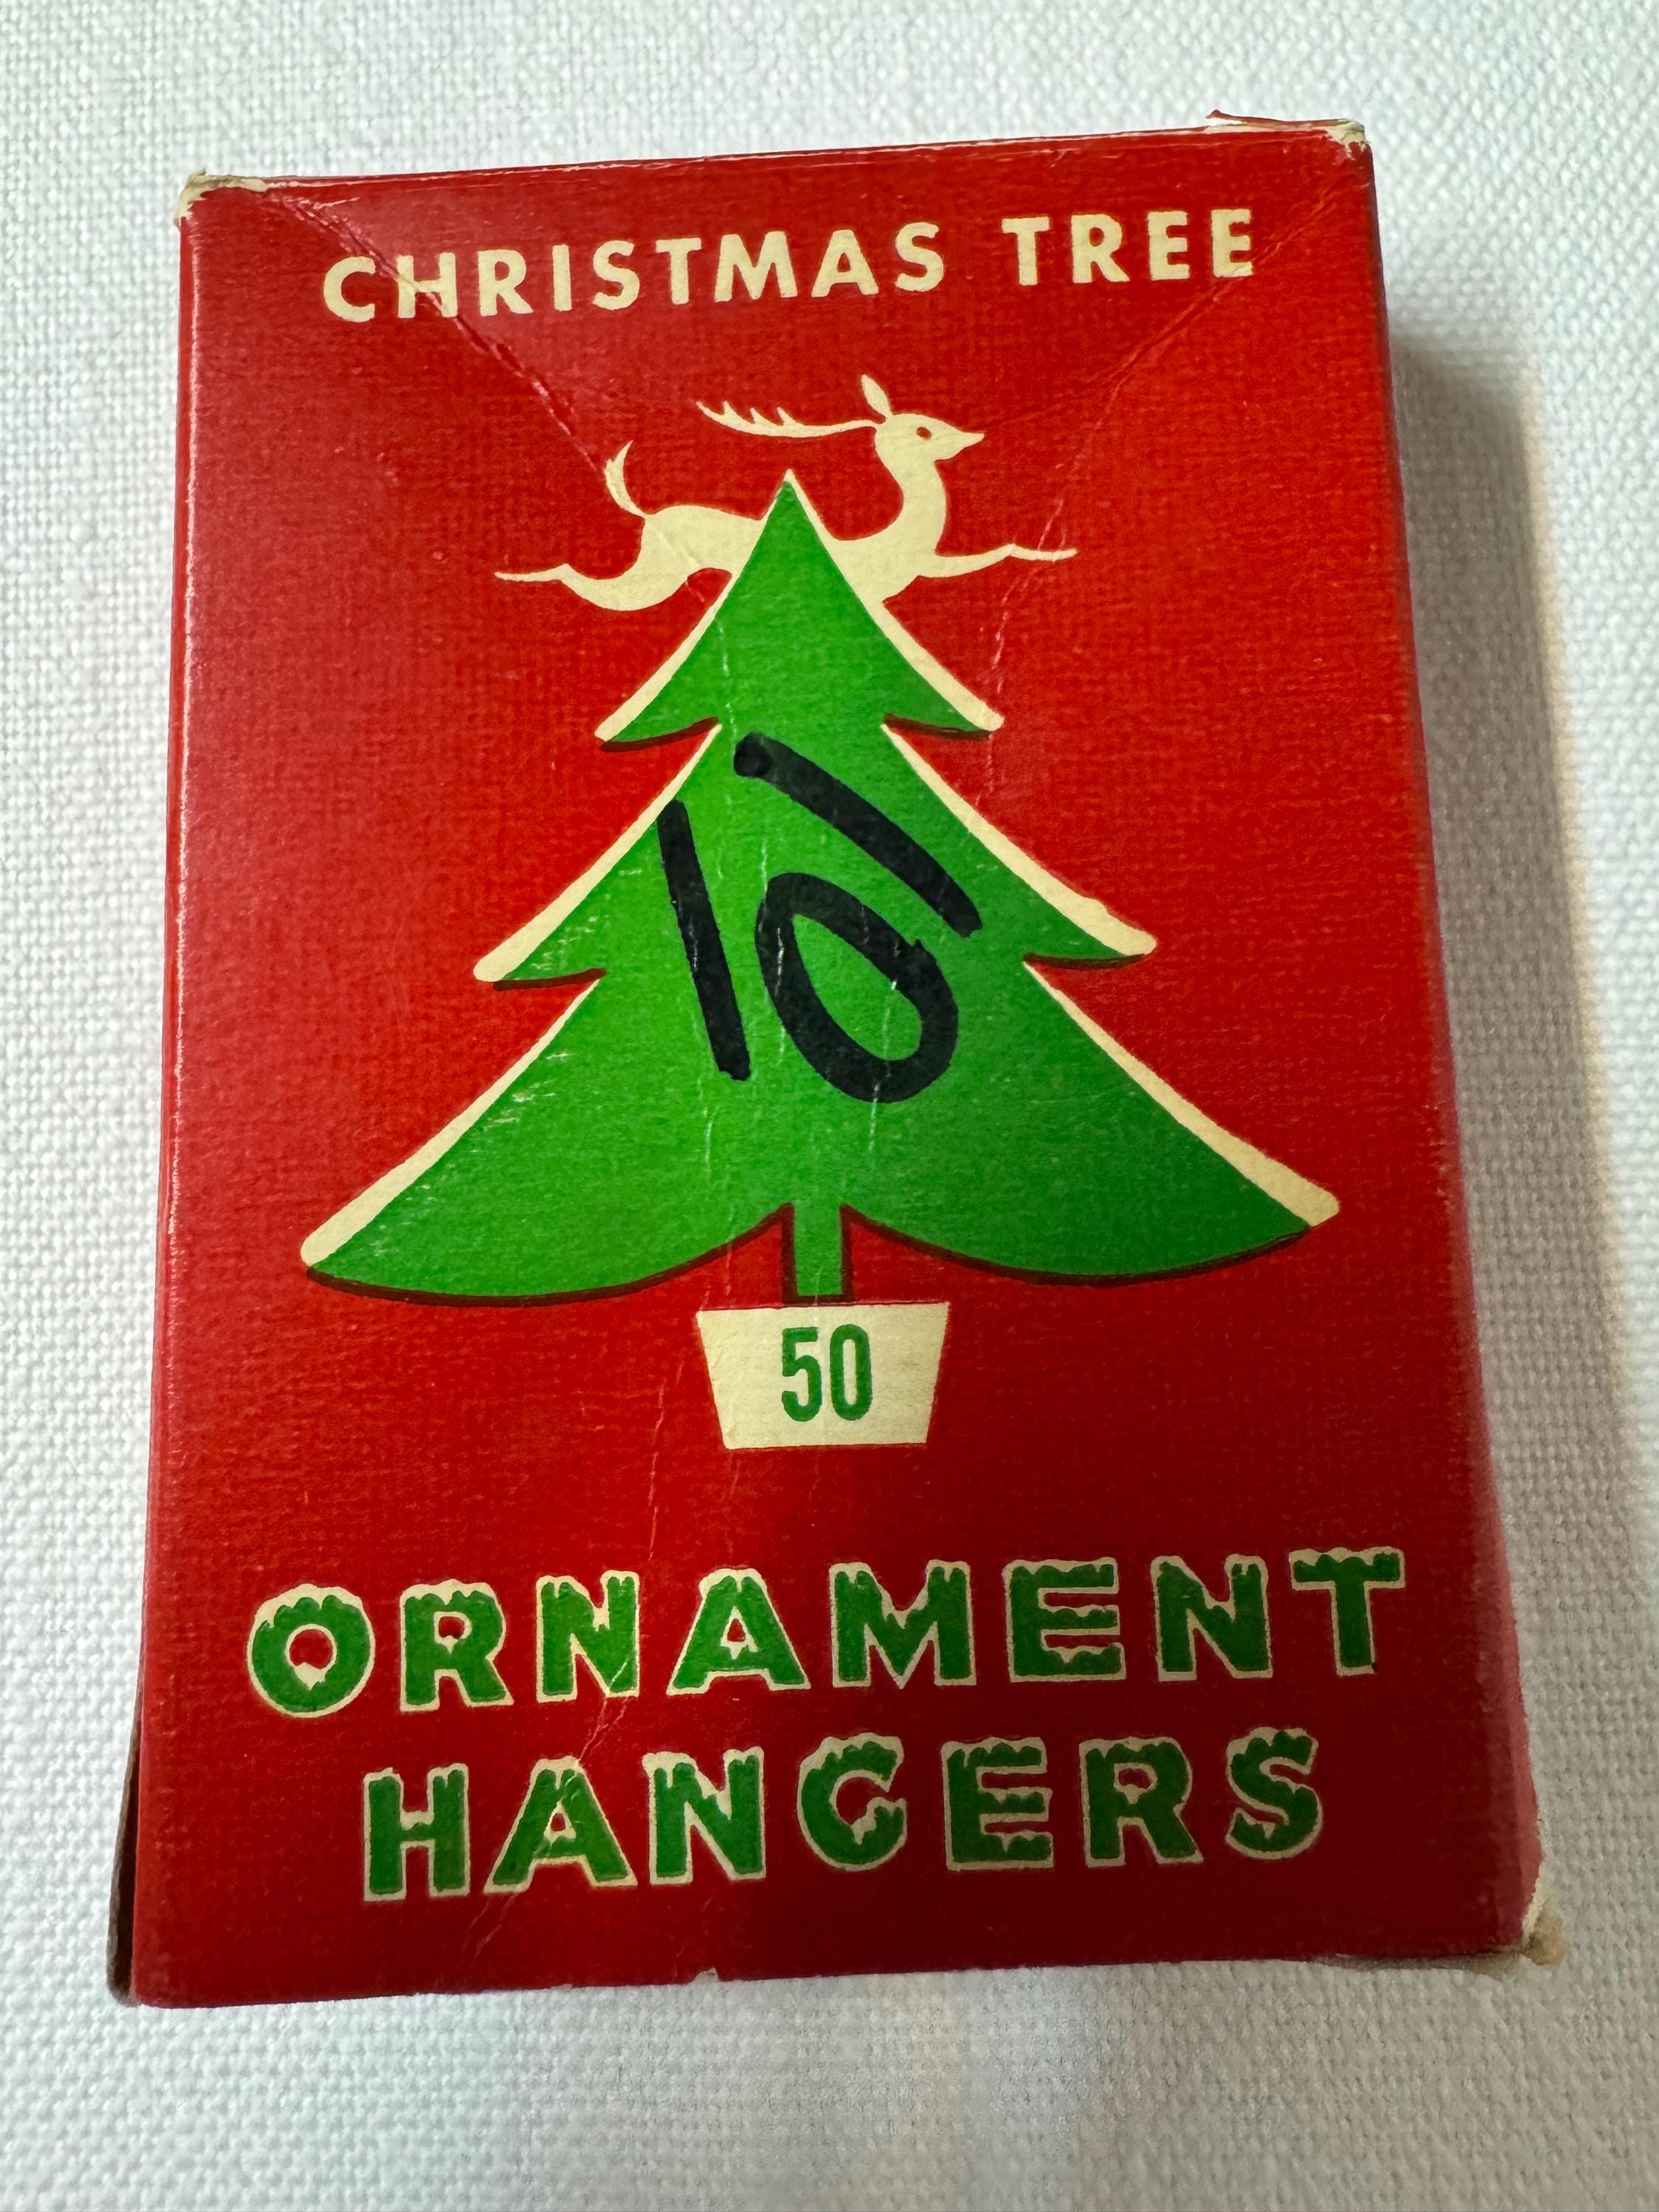 CHRISTMAS TREE
10
50
ORNAMENT
HANGERS